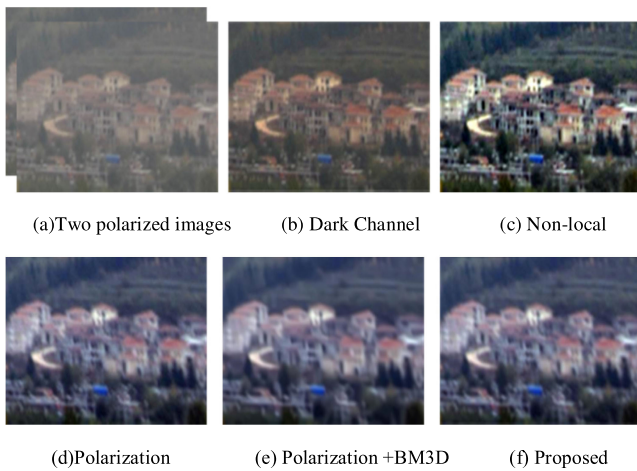 (a)Two polarized images
(b) Dark Channel
(c) Non-local
(d)Polarization
(e) Polarization +BM3D
(f) Proposed